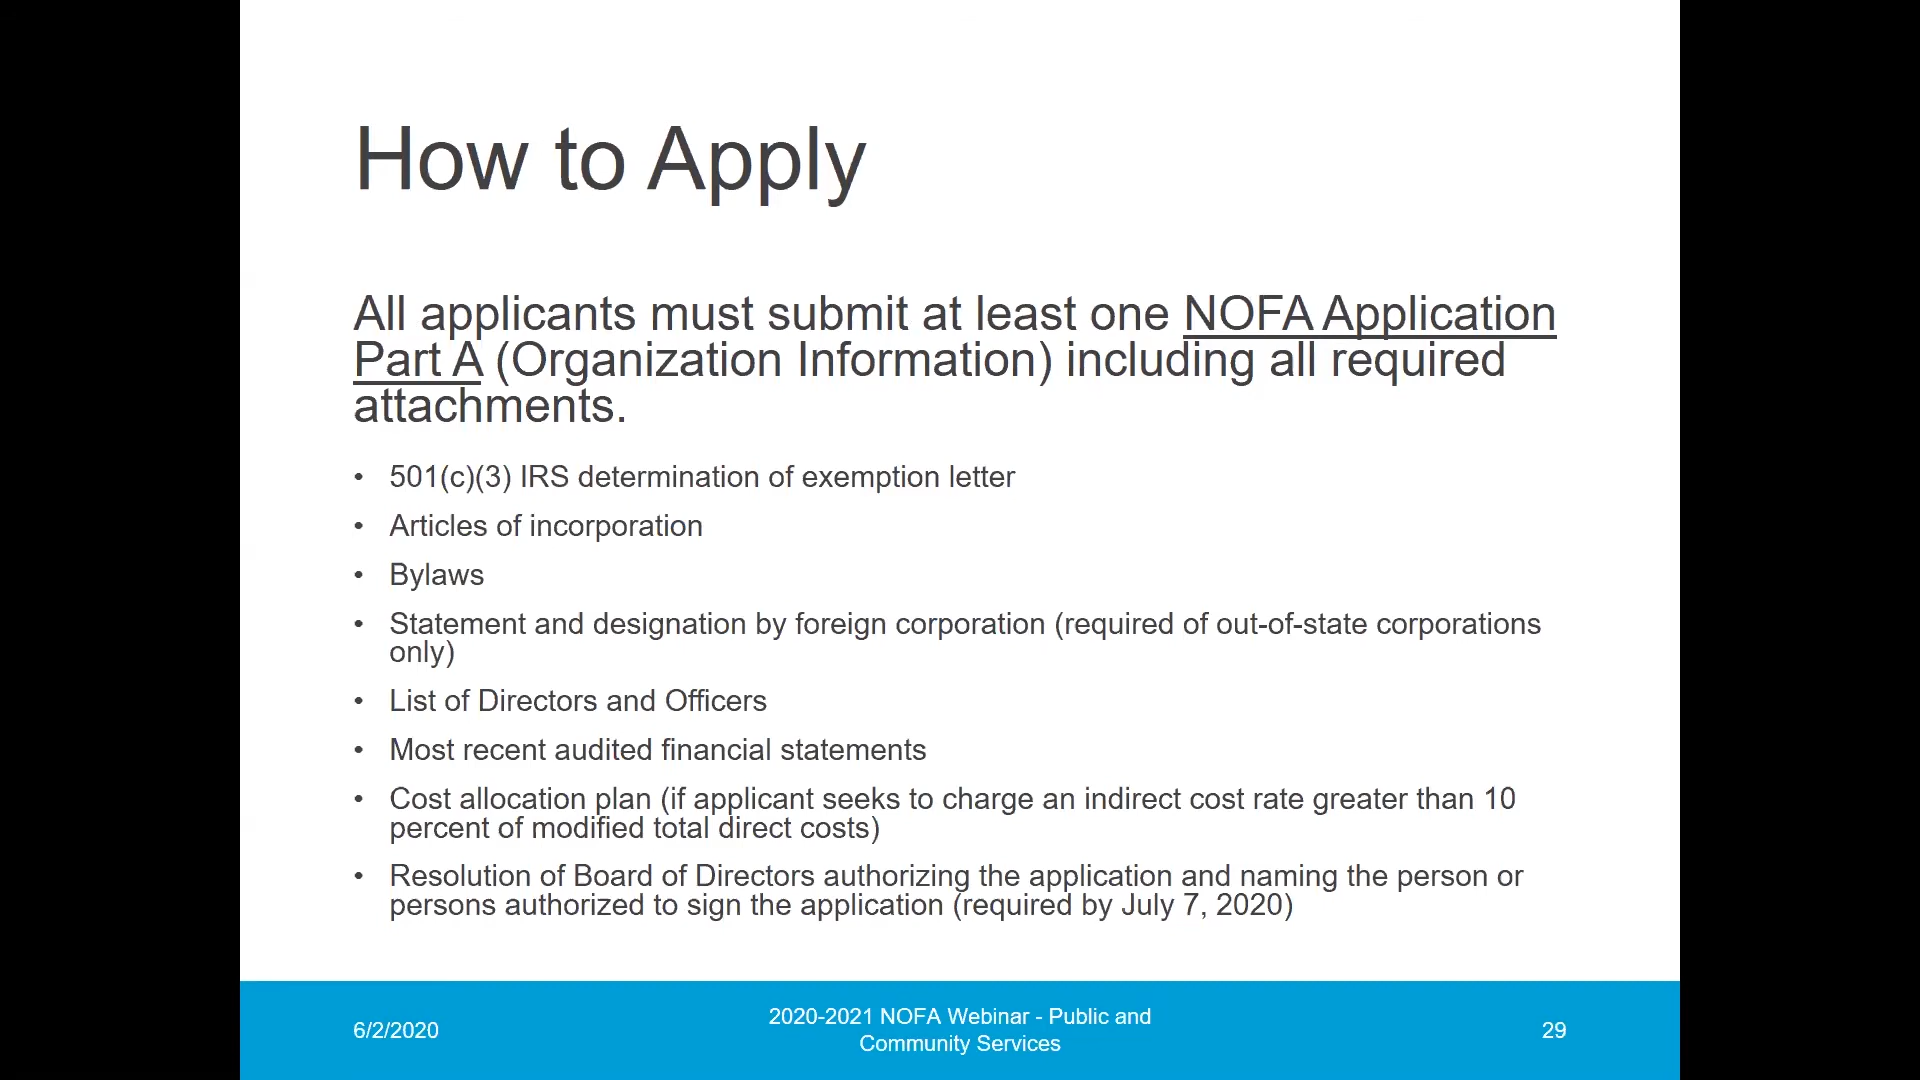 How to Apply
All applicants must submit at least one NOFA Application
Part A (Organization Information) including all required
attachments.
• 501(c)(3) IRS determination of exemption letter
• Articles of incorporation
• Bylaws
• Statement and designation by foreign corporation (required of out-of-state corporations
only)
• List of Directors and Officers
• Most recent audited financial statements
• Cost allocation plan (if applicant seeks to charge an indirect cost rate greater than 10
percent of modified total direct costs)
• Resolution of Board of Directors authorizing the application and naming the person or
persons authorized to sign the application (required by July 7, 2020)
6/2/2020
2020-2021 NOFA Webinar - Public and
Community Services
29